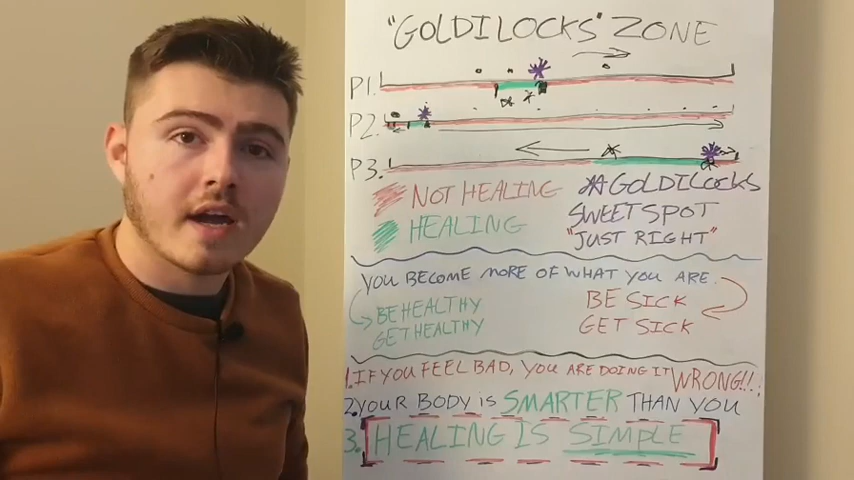 "GOLDILOCKS" ZONE
P1.
P2.
P3.
NOT HEALING
HEALING
*GOLDILOCKS
SWEET SPOT
"JUST RIGHT"
YOU BECOME MORE OF WHAT YOU ARE.
BE HEALTHY
GET HEALTHY
BE SICK
GET SICK
1. IF YOU FEEL BAD, YOU ARE DOING IT WRONG!!!
2. YOUR BODY IS SMARTER THAN YOU
3. HEALING IS SIMPLE